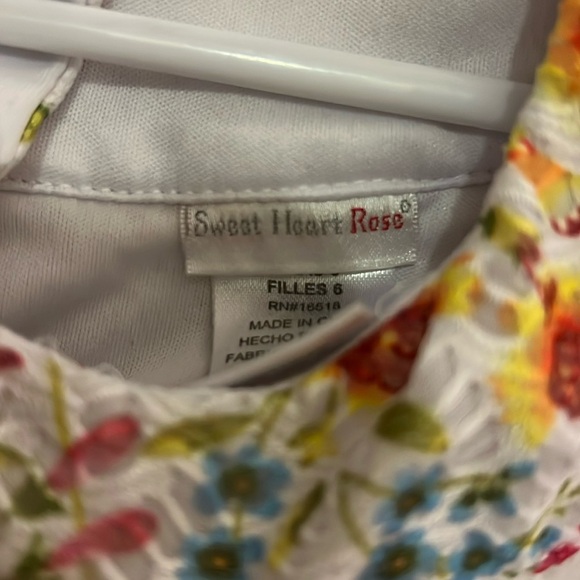 Sweet Heart Rose®
FILLES 6
RN#16518
MADE IN
HECHO